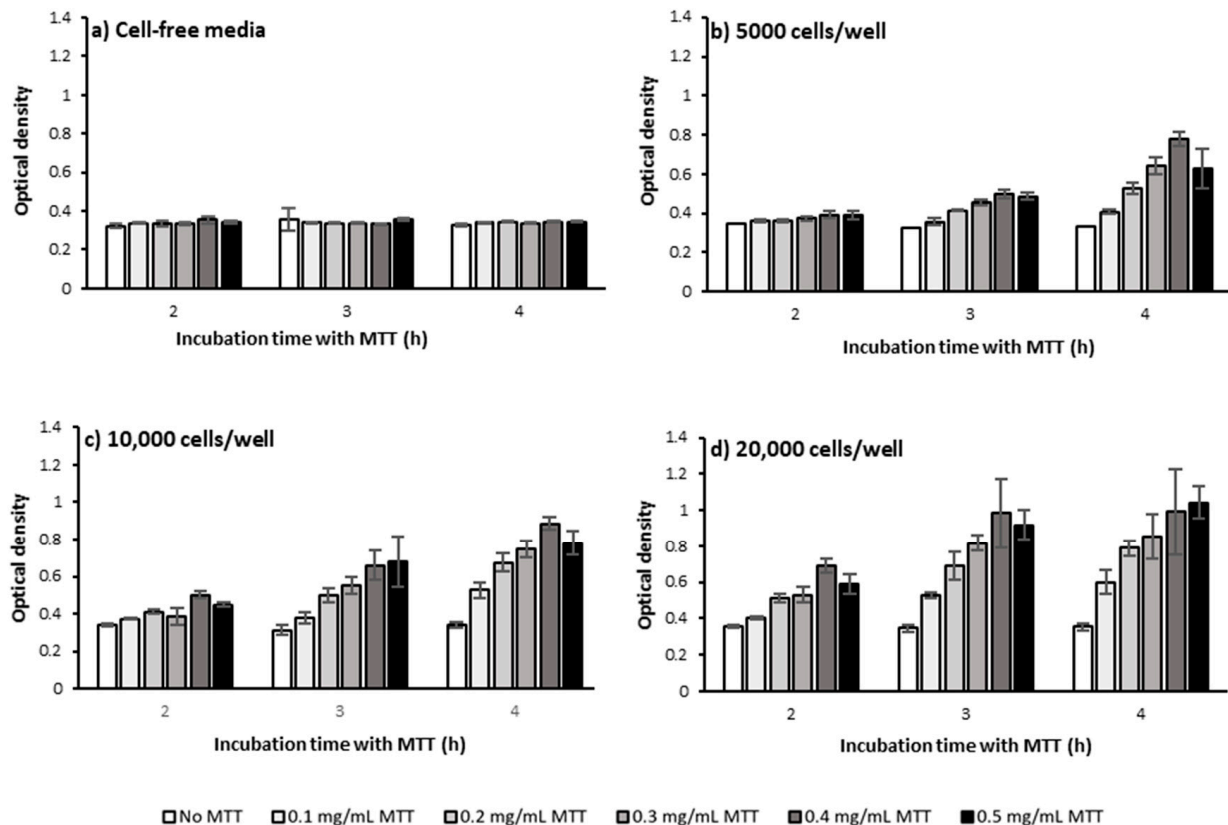 a) Cell-free media
1.4
1.2
1
0.8
0.6
0.4
0.2
0
Optical density
2 3 4
Incubation time with MTT (h)
b) 5000 cells/well
1.4
1.2
1
0.8
0.6
0.4
0.2
0
Optical density
2 3 4
Incubation time with MTT (h)
c) 10,000 cells/well
1.4
1.2
1
0.8
0.6
0.4
0.2
0
Optical density
2 3 4
Incubation time with MTT (h)
d) 20,000 cells/well
1.4
1.2
1
0.8
0.6
0.4
0.2
0
Optical density
2 3 4
Incubation time with MTT (h)
No MTT 0.1 mg/mL MTT 0.2 mg/mL MTT 0.3 mg/mL MTT 0.4 mg/mL MTT 0.5 mg/mL MTT